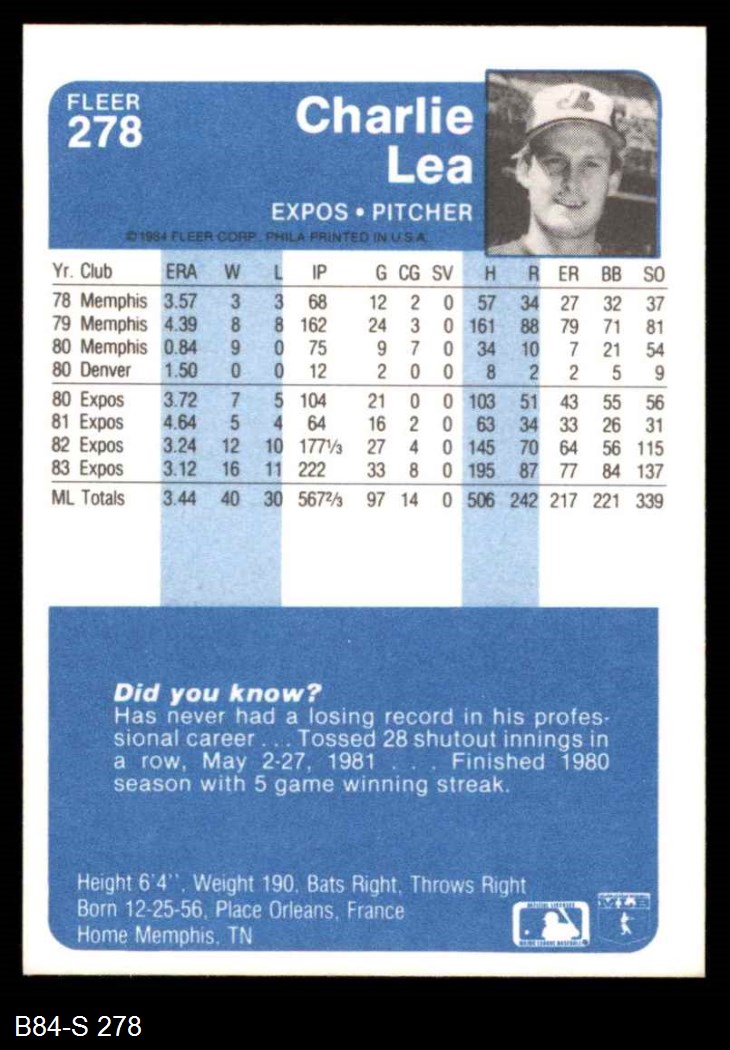 FLEER
278
Charlie
Lea
EXPOS • PITCHER
©1984 FLEER CORP. PHILA PRINTED IN U.S.A.
Yr. Club ERA W L IP G CG SV H R ER BB SO
78 Memphis 3.57 3 3 68 12 2 0 57 34 27 32 37
79 Memphis 4.39 8 8 162 24 3 0 161 88 79 71 81
80 Memphis 0.84 9 0 75 9 7 0 34 10 7 21 54
80 Denver 1.50 0 0 12 2 0 0 8 2 2 5 9
80 Expos 3.72 7 5 104 21 0 0 103 51 43 55 56
81 Expos 4.64 5 4 64 16 2 0 63 34 33 26 31
82 Expos 3.24 12 10 177⅓ 27 4 0 145 70 64 56 115
83 Expos 3.12 16 11 222 33 8 0 195 87 77 84 137
ML Totals 3.44 40 30 567⅔ 97 14 0 506 242 217 221 339
Did you know?
Has never had a losing record in his profes-
sional career . . . Tossed 28 shutout innings in
a row, May 2-27, 1981 . . . Finished 1980
season with 5 game winning streak.
Height 6'4'', Weight 190, Bats Right, Throws Right
Born 12-25-56, Place Orleans, France
Home Memphis, TN
MAJOR LEAGUE BASEBALL
B84-S 278